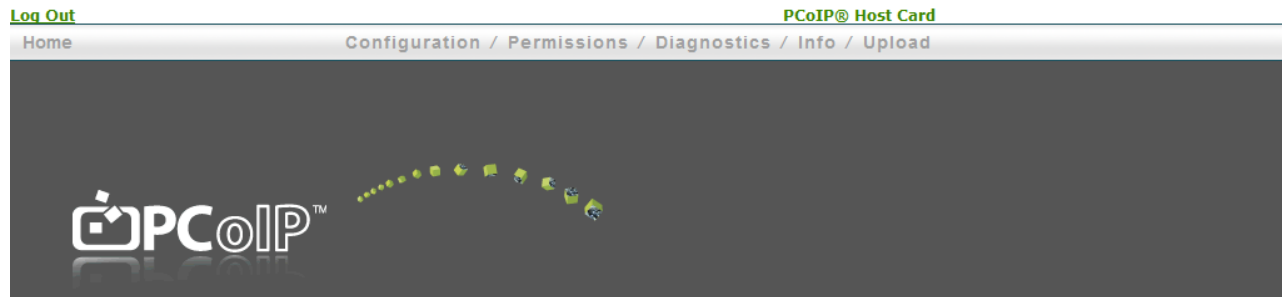 Log Out PCoIP® Host Card
Home Configuration / Permissions / Diagnostics / Info / Upload
PCoIP™